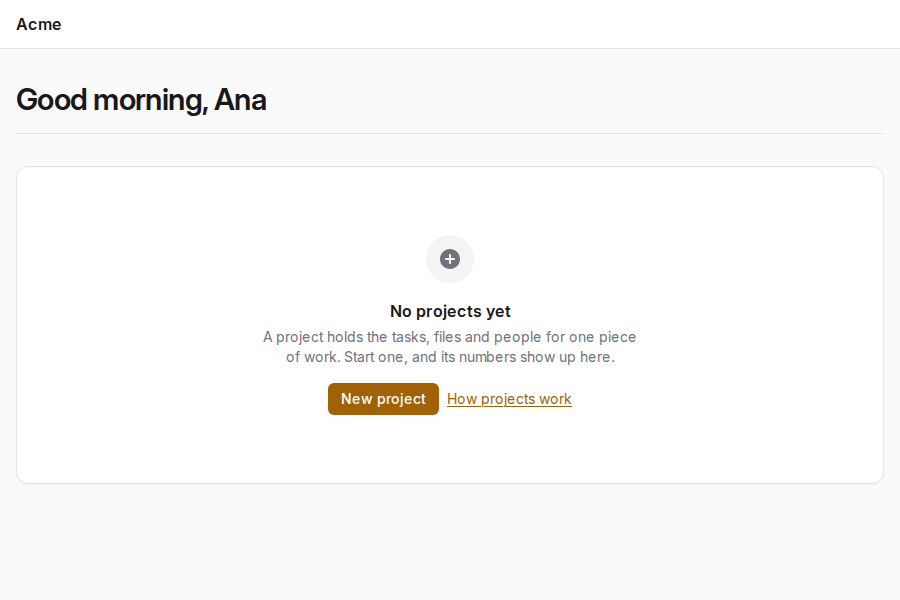 Acme
Good morning, Ana
No projects yet
A project holds the tasks, files and people for one piece
of work. Start one, and its numbers show up here.
New project
How projects work